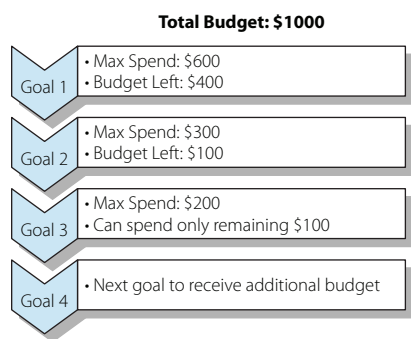 Total Budget: $1000
Goal 1
• Max Spend: $600
• Budget Left: $400
Goal 2
• Max Spend: $300
• Budget Left: $100
Goal 3
• Max Spend: $200
• Can spend only remaining $100
Goal 4
• Next goal to receive additional budget